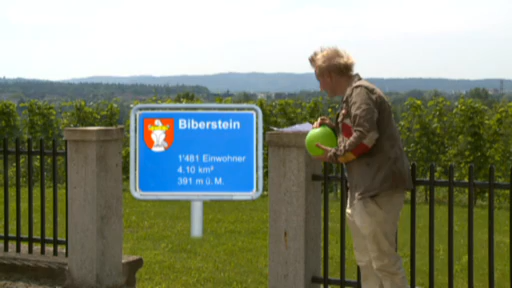 Biberstein
1'481 Einwohner
4.10 km²
391 m ü. M.